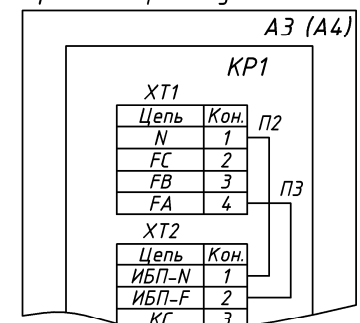 А3 (А4)
КР1
ХТ1
Цепь Кон.
N 1
FC 2
FB 3
FA 4
П2
П3
ХТ2
Цепь Кон.
ИБП-N 1
ИБП-F 2
КС 3